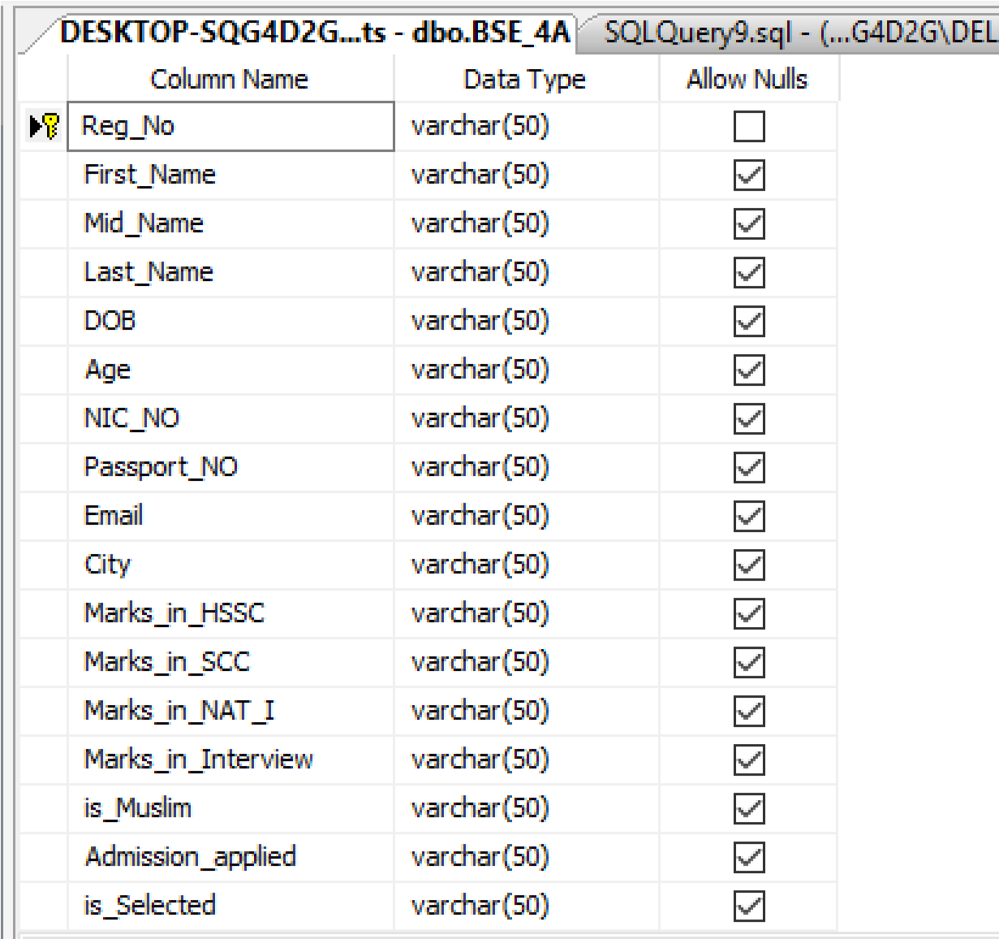 DESKTOP-SQG4D2G...ts - dbo.BSE_4A SQLQuery9.sql - (...G4D2G\DEL
Column Name Data Type Allow Nulls
Reg_No varchar(50)
First_Name varchar(50)
Mid_Name varchar(50)
Last_Name varchar(50)
DOB varchar(50)
Age varchar(50)
NIC_NO varchar(50)
Passport_NO varchar(50)
Email varchar(50)
City varchar(50)
Marks_in_HSSC varchar(50)
Marks_in_SCC varchar(50)
Marks_in_NAT_I varchar(50)
Marks_in_Interview varchar(50)
is_Muslim varchar(50)
Admission_applied varchar(50)
is_Selected varchar(50)